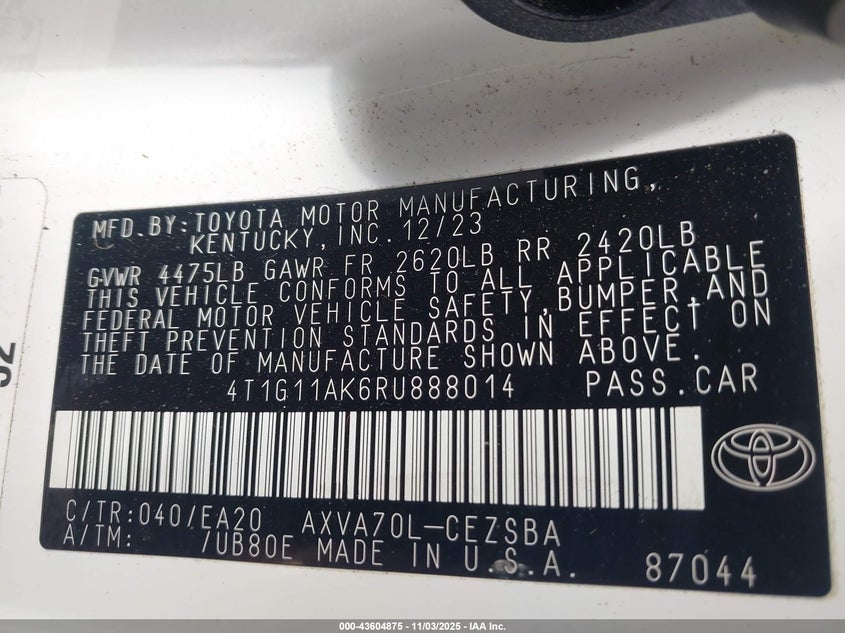 MFD.BY:TOYOTA MOTOR MANUFACTURING,
KENTUCKY,INC. 12/23
GVWR 4475LB GAWR FR 2620LB RR 2420LB
THIS VEHICLE CONFORMS TO ALL APPLICABLE
FEDERAL MOTOR VEHICLE SAFETY,BUMPER,AND
THEFT PREVENTION STANDARDS IN EFFECT ON
THE DATE OF MANUFACTURE SHOWN ABOVE.
4T1G11AK6RU888014 PASS.CAR
C/TR:040/EA20 AXVA70L-CEZSBA
A/TM: /UB80E MADE IN U.S.A. 87044
000-43604875 - 11/03/2025 - IAA Inc.